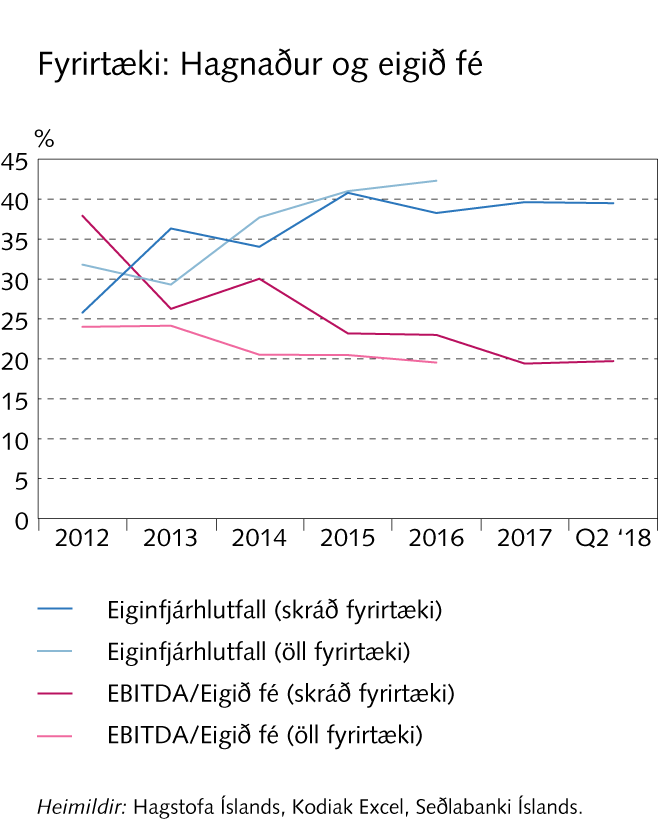 Fyrirtæki: Hagnaður og eigið fé
%
45
40
35
30
25
20
15
10
5
0
2012 2013 2014 2015 2016 2017 Q2 ‘18
Eiginfjárhlutfall (skráð fyrirtæki)
Eiginfjárhlutfall (öll fyrirtæki)
EBITDA/Eigið fé (skráð fyrirtæki)
EBITDA/Eigið fé (öll fyrirtæki)
Heimildir: Hagstofa Íslands, Kodiak Excel, Seðlabanki Íslands.